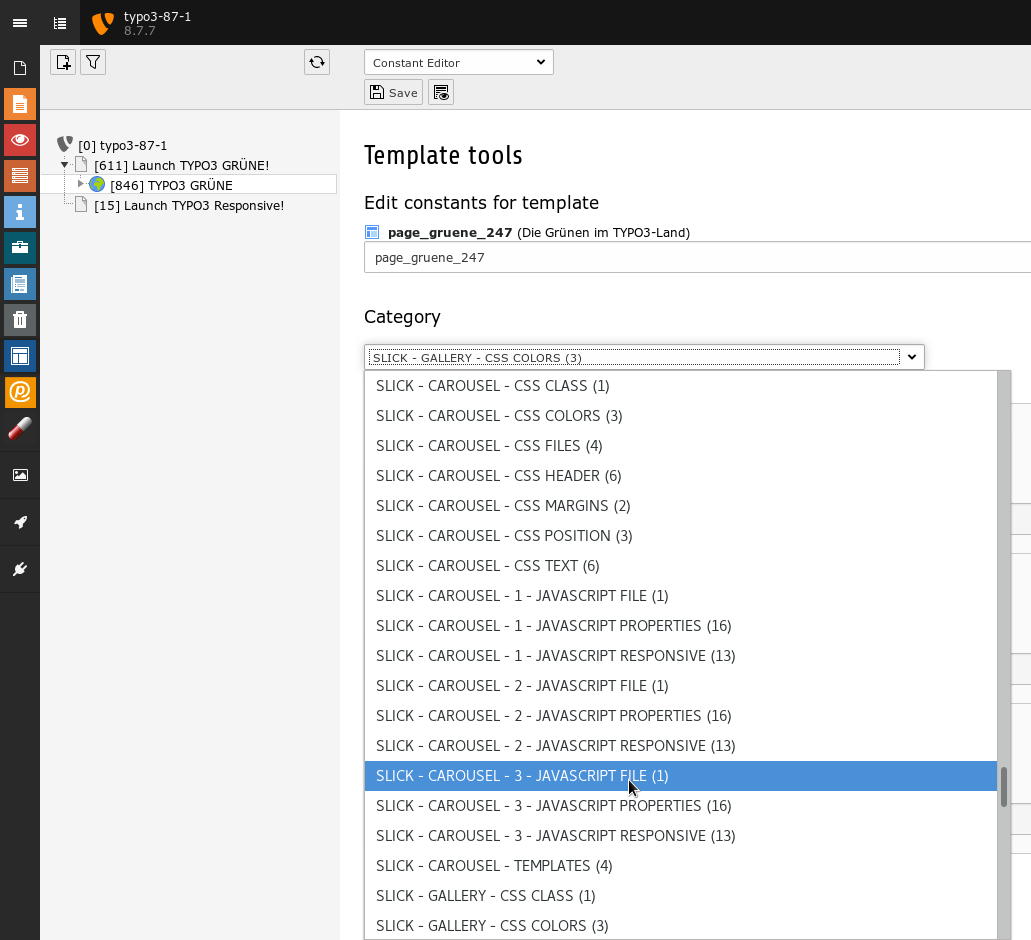 typo3-87-1
8.7.7
Constant Editor
Save
[0] typo3-87-1
[611] Launch TYPO3 GRÜNE!
[846] TYPO3 GRÜNE
[15] Launch TYPO3 Responsive!
Template tools
Edit constants for template
page_gruene_247 (Die Grünen im TYPO3-Land)
page_gruene_247
Category
SLICK - GALLERY - CSS COLORS (3)
SLICK - CAROUSEL - CSS CLASS (1)
SLICK - CAROUSEL - CSS COLORS (3)
SLICK - CAROUSEL - CSS FILES (4)
SLICK - CAROUSEL - CSS HEADER (6)
SLICK - CAROUSEL - CSS MARGINS (2)
SLICK - CAROUSEL - CSS POSITION (3)
SLICK - CAROUSEL - CSS TEXT (6)
SLICK - CAROUSEL - 1 - JAVASCRIPT FILE (1)
SLICK - CAROUSEL - 1 - JAVASCRIPT PROPERTIES (16)
SLICK - CAROUSEL - 1 - JAVASCRIPT RESPONSIVE (13)
SLICK - CAROUSEL - 2 - JAVASCRIPT FILE (1)
SLICK - CAROUSEL - 2 - JAVASCRIPT PROPERTIES (16)
SLICK - CAROUSEL - 2 - JAVASCRIPT RESPONSIVE (13)
SLICK - CAROUSEL - 3 - JAVASCRIPT FILE (1)
SLICK - CAROUSEL - 3 - JAVASCRIPT PROPERTIES (16)
SLICK - CAROUSEL - 3 - JAVASCRIPT RESPONSIVE (13)
SLICK - CAROUSEL - TEMPLATES (4)
SLICK - GALLERY - CSS CLASS (1)
SLICK - GALLERY - CSS COLORS (3)